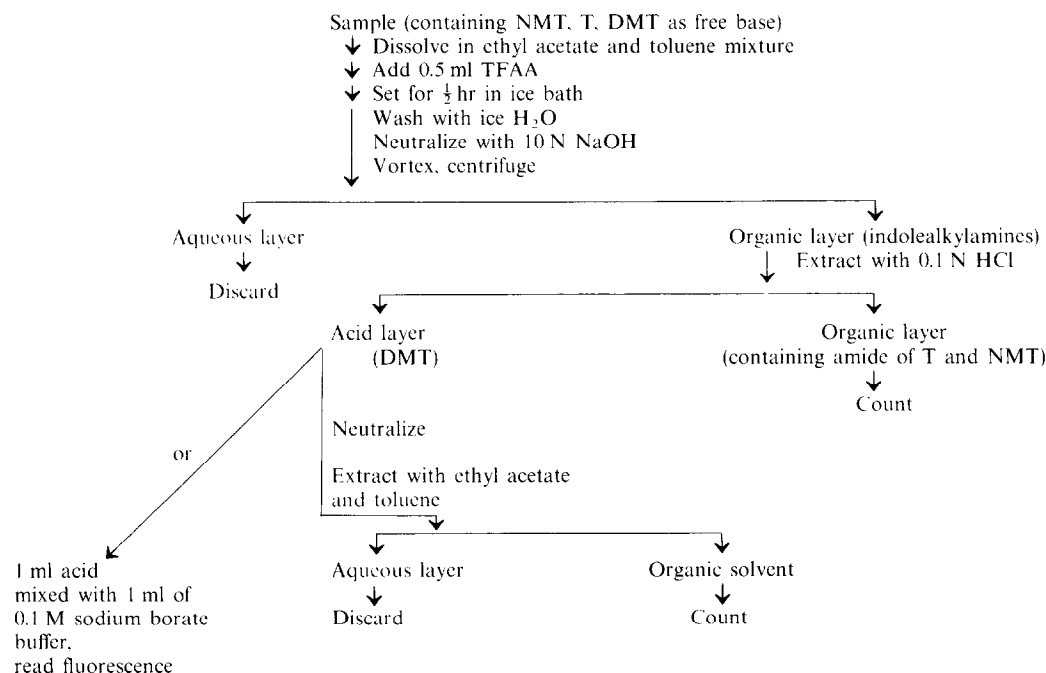 Sample (containing NMT, T, DMT as free base)
Dissolve in ethyl acetate and toluene mixture
Add 0.5 ml TFAA
Set for ½ hr in ice bath
Wash with ice H₂O
Neutralize with 10 N NaOH
Vortex, centrifuge
Aqueous layer
Discard
Organic layer (indolealkylamines)
Extract with 0.1 N HCl
Acid layer
(DMT)
Organic layer
(containing amide of T and NMT)
Count
or
Neutralize
Extract with ethyl acetate
and toluene
1 ml acid
mixed with 1 ml of
0.1 M sodium borate
buffer,
read fluorescence
Aqueous layer
Discard
Organic solvent
Count